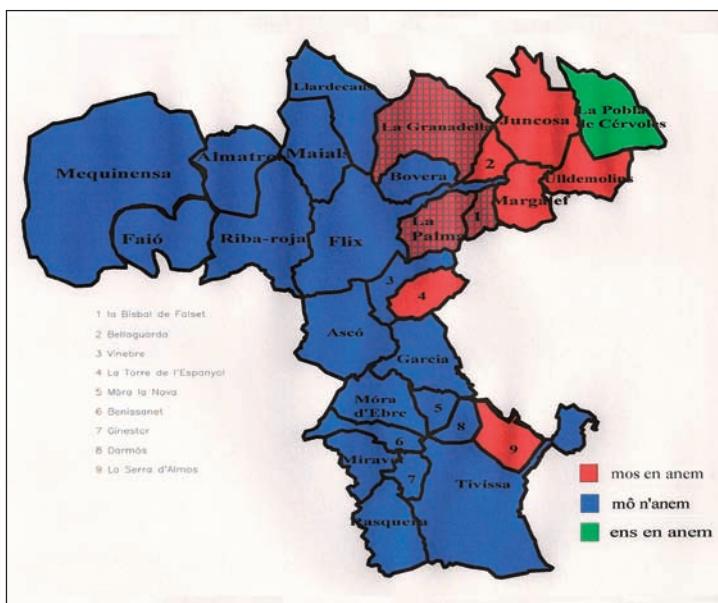 Llardecans
La Granadella
Juncosa
La Pobla
de Cérvoles
Mequinensa
Almatret
Maials
Bovera
2
Ulldemolins
Margalef
Faió
Riba-roja
Flix
La
Palma
1
3
4
1 la Bisbal de Falset
2 Bellaguarda
3 Vinebre
4 La Torre de l'Espanyol
5 Móra la Nova
6 Benissanet
7 Ginestar
8 Darmós
9 La Serra d'Almos
Ascó
Garcia
Móra
d'Ebre
5
8
6
9
Miravet
7
Tivissa
Rasquera
mos en anem
mô n'anem
ens en anem